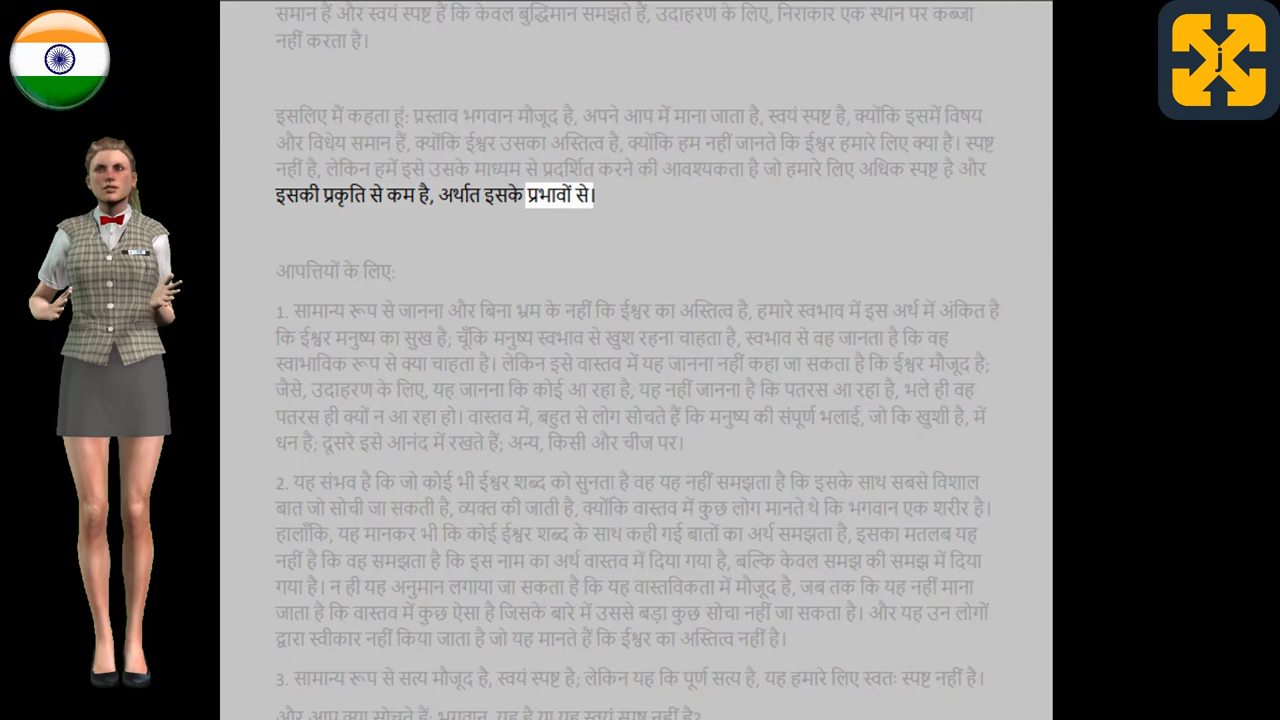 समान हैं और स्वयं स्पष्ट हैं कि केवल बुद्धिमान समझते हैं, उदाहरण के लिए, निराकार एक स्थान पर कब्जा
नहीं करता है।
इसलिए मैं कहता हूं: प्रस्ताव भगवान मौजूद है, अपने आप में माना जाता है, स्वयं स्पष्ट है, क्योंकि इसमें विषय
और विधेय समान हैं, क्योंकि ईश्वर उसका अस्तित्व है, क्योंकि हम नहीं जानते कि ईश्वर हमारे लिए क्या है। स्पष्ट
नहीं है, लेकिन हमें इसे उसके माध्यम से प्रदर्शित करने की आवश्यकता है जो हमारे लिए अधिक स्पष्ट है और
इसकी प्रकृति से कम है, अर्थात इसके प्रभावों से।
आपत्तियों के लिए:
1. सामान्य रूप से जानना और बिना भ्रम के नहीं कि ईश्वर का अस्तित्व है, हमारे स्वभाव में इस अर्थ में अंकित है
कि ईश्वर मनुष्य का सुख है; चूँकि मनुष्य स्वभाव से खुश रहना चाहता है, स्वभाव से वह जानता है कि वह
स्वाभाविक रूप से क्या चाहता है। लेकिन इसे वास्तव में यह जानना नहीं कहा जा सकता है कि ईश्वर मौजूद है;
जैसे, उदाहरण के लिए, यह जानना कि कोई आ रहा है, यह नहीं जानना है कि पतरस आ रहा है, भले ही वह
पतरस ही क्यों न आ रहा हो। वास्तव में, बहुत से लोग सोचते हैं कि मनुष्य की संपूर्ण भलाई, जो कि खुशी है, में
धन है; दूसरे इसे आनंद में रखते हैं; अन्य, किसी और चीज पर।
2. यह संभव है कि जो कोई भी ईश्वर शब्द को सुनता है वह यह नहीं समझता है कि इसके साथ सबसे विशाल
बात जो सोची जा सकती है, व्यक्त की जाती है, क्योंकि वास्तव में कुछ लोग मानते थे कि भगवान एक शरीर है।
हालाँकि, यह मानकर भी कि कोई ईश्वर शब्द के साथ कही गई बातों का अर्थ समझता है, इसका मतलब यह
नहीं है कि वह समझता है कि इस नाम का अर्थ वास्तव में दिया गया है, बल्कि केवल समझ की समझ में दिया
गया है। न ही यह अनुमान लगाया जा सकता है कि यह वास्तविकता में मौजूद है, जब तक कि यह नहीं माना
जाता है कि वास्तव में कुछ ऐसा है जिसके बारे में उससे बड़ा कुछ सोचा नहीं जा सकता है। और यह उन लोगों
द्वारा स्वीकार नहीं किया जाता है जो यह मानते हैं कि ईश्वर का अस्तित्व नहीं है।
3. सामान्य रूप से सत्य मौजूद है, स्वयं स्पष्ट है; लेकिन यह कि पूर्ण सत्य है, यह हमारे लिए स्वतः स्पष्ट नहीं है।
और आप क्या सोचते हैं: भगवान, यह है या यह स्वयं स्पष्ट नहीं है?
j